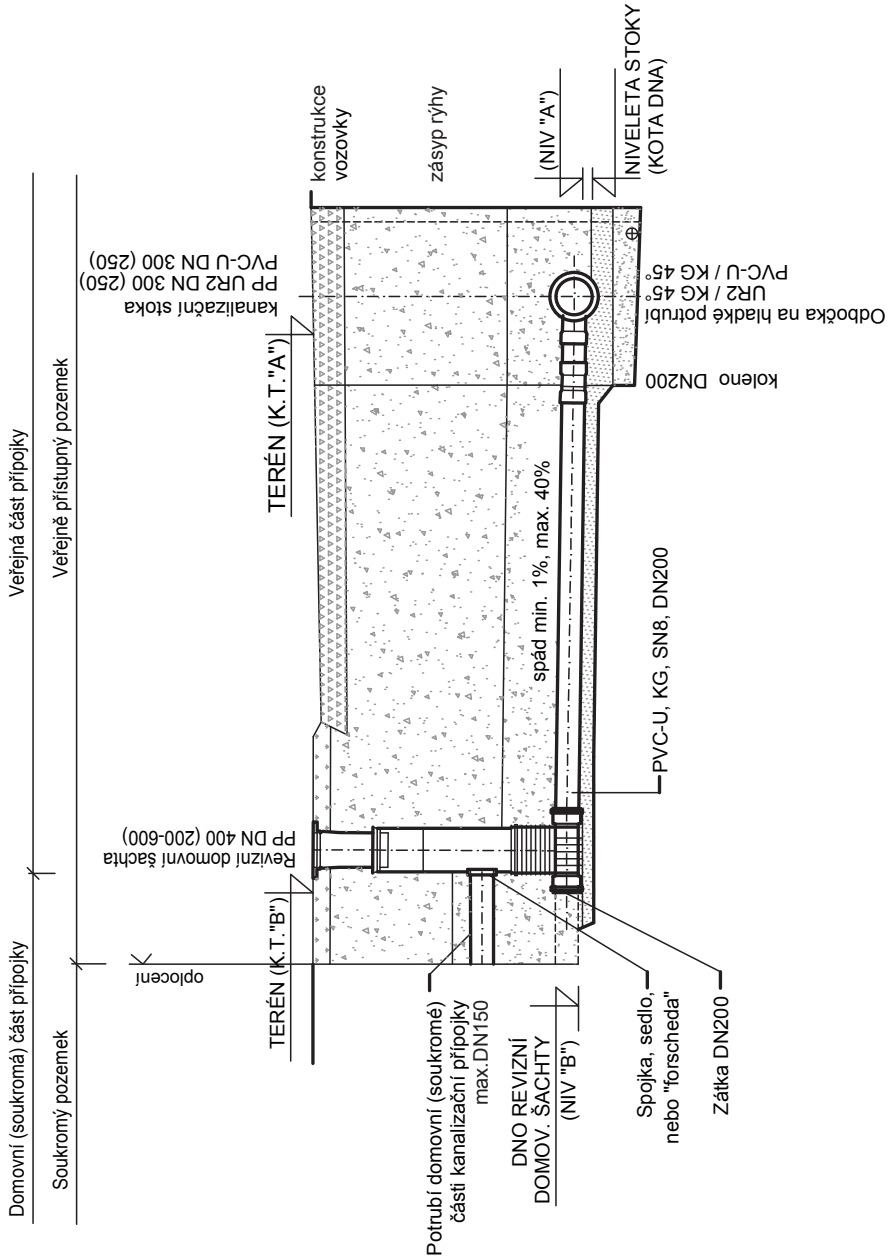 Domovní (soukromá) část přípojky
Veřejná část přípojky
Soukromý pozemek
Veřejně přístupný pozemek
oplocení
TERÉN (K.T."B")
Revizní domovní šachta
PP DN 400 (200-600)
TERÉN (K.T."A")
kanalizační stoka
PP UR2 DN 300 (250)
PVC-U DN 300 (250)
konstrukce
vozovky
zásyp rýhy
Potrubí domovní (soukromé)
části kanalizační přípojky
max.DN150
DNO REVIZNÍ
DOMOV. ŠACHTY
(NIV "B")
Spojka, sedlo,
nebo "forscheda"
Zátka DN200
spád min. 1%, max. 40%
PVC-U, KG, SN8, DN200
koleno DN200
Odbočka na hladké potrubí
UR2 / KG 45°
PVC-U / KG 45°
(NIV "A")
NIVELETA STOKY
(KOTA DNA)